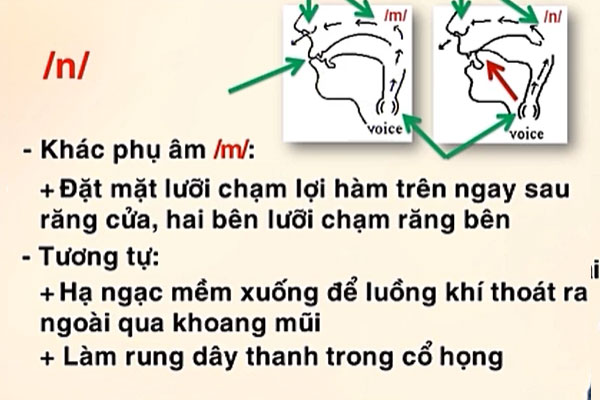 /m/
/n/
/n/
voice
voice
- Khác phụ âm /m/:
+ Đặt mặt lưỡi chạm lợi hàm trên ngay sau
răng cửa, hai bên lưỡi chạm răng bên
- Tương tự:
+ Hạ ngạc mềm xuống để luồng khí thoát ra
ngoài qua khoang mũi
+ Làm rung dây thanh trong cổ họng